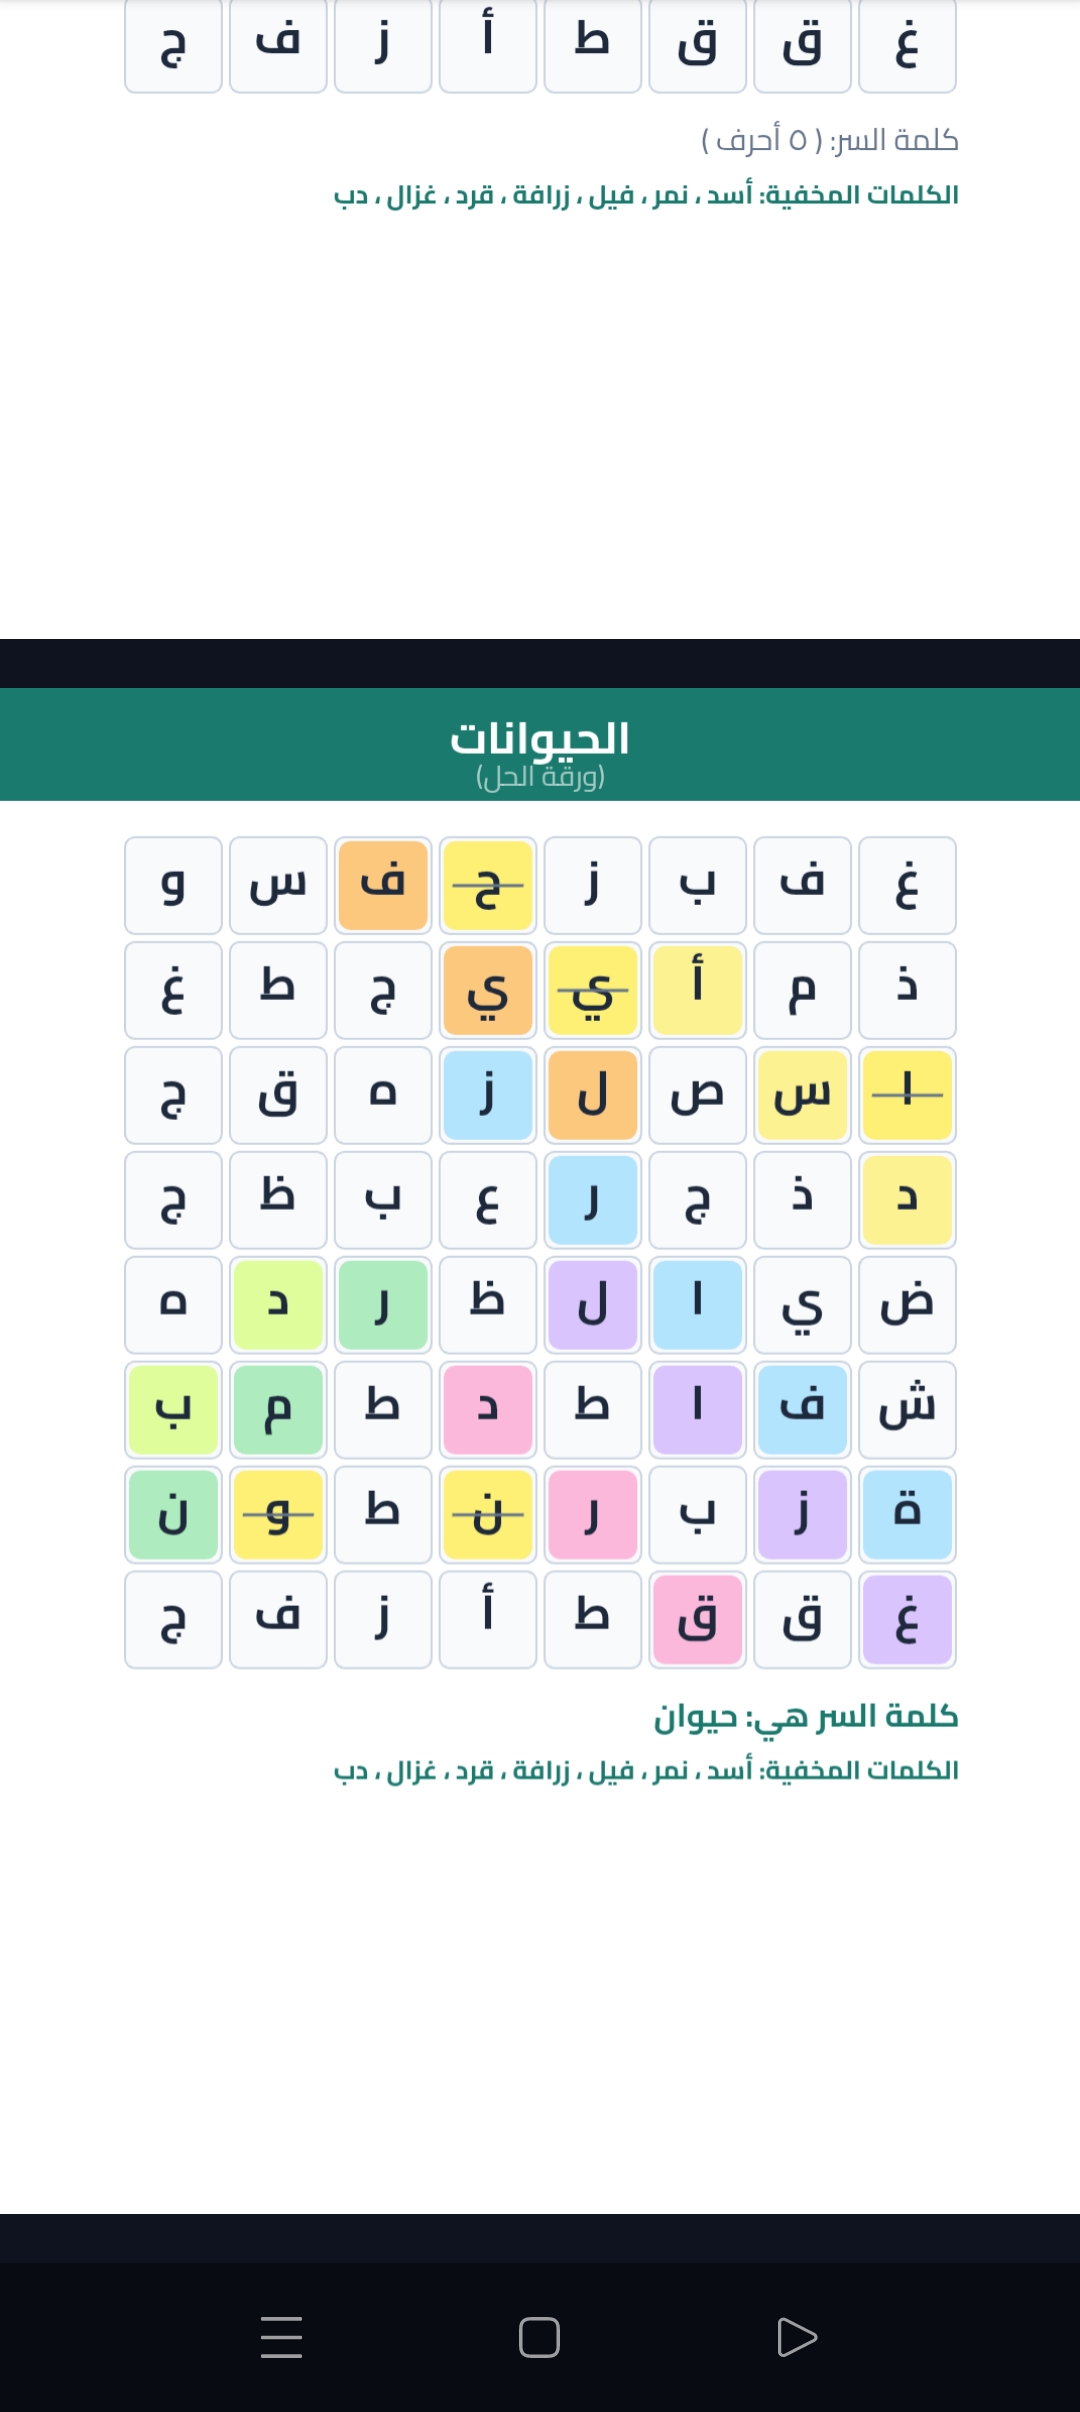 غ ق ق ط أ ز ف ج
كلمة السر: ( ٥ أحرف )
الكلمات المخفية: أسد ، نمر ، فيل ، زرافة ، قرد ، غزال ، دب
الحيوانات
(ورقة الحل)
غ ف ب ز ح ف س و
ذ م أ ي ي ج ط غ
ا س ص ل ز ه ق ج
د ذ ج ر ع ب ظ ج
ض ي ا ل ظ ر د ه
ش ف ا ط د ط م ب
ة ز ب ر ن ط و ن
غ ق ق ط أ ز ف ج
كلمة السر هي: حيوان
الكلمات المخفية: أسد ، نمر ، فيل ، زرافة ، قرد ، غزال ، دب